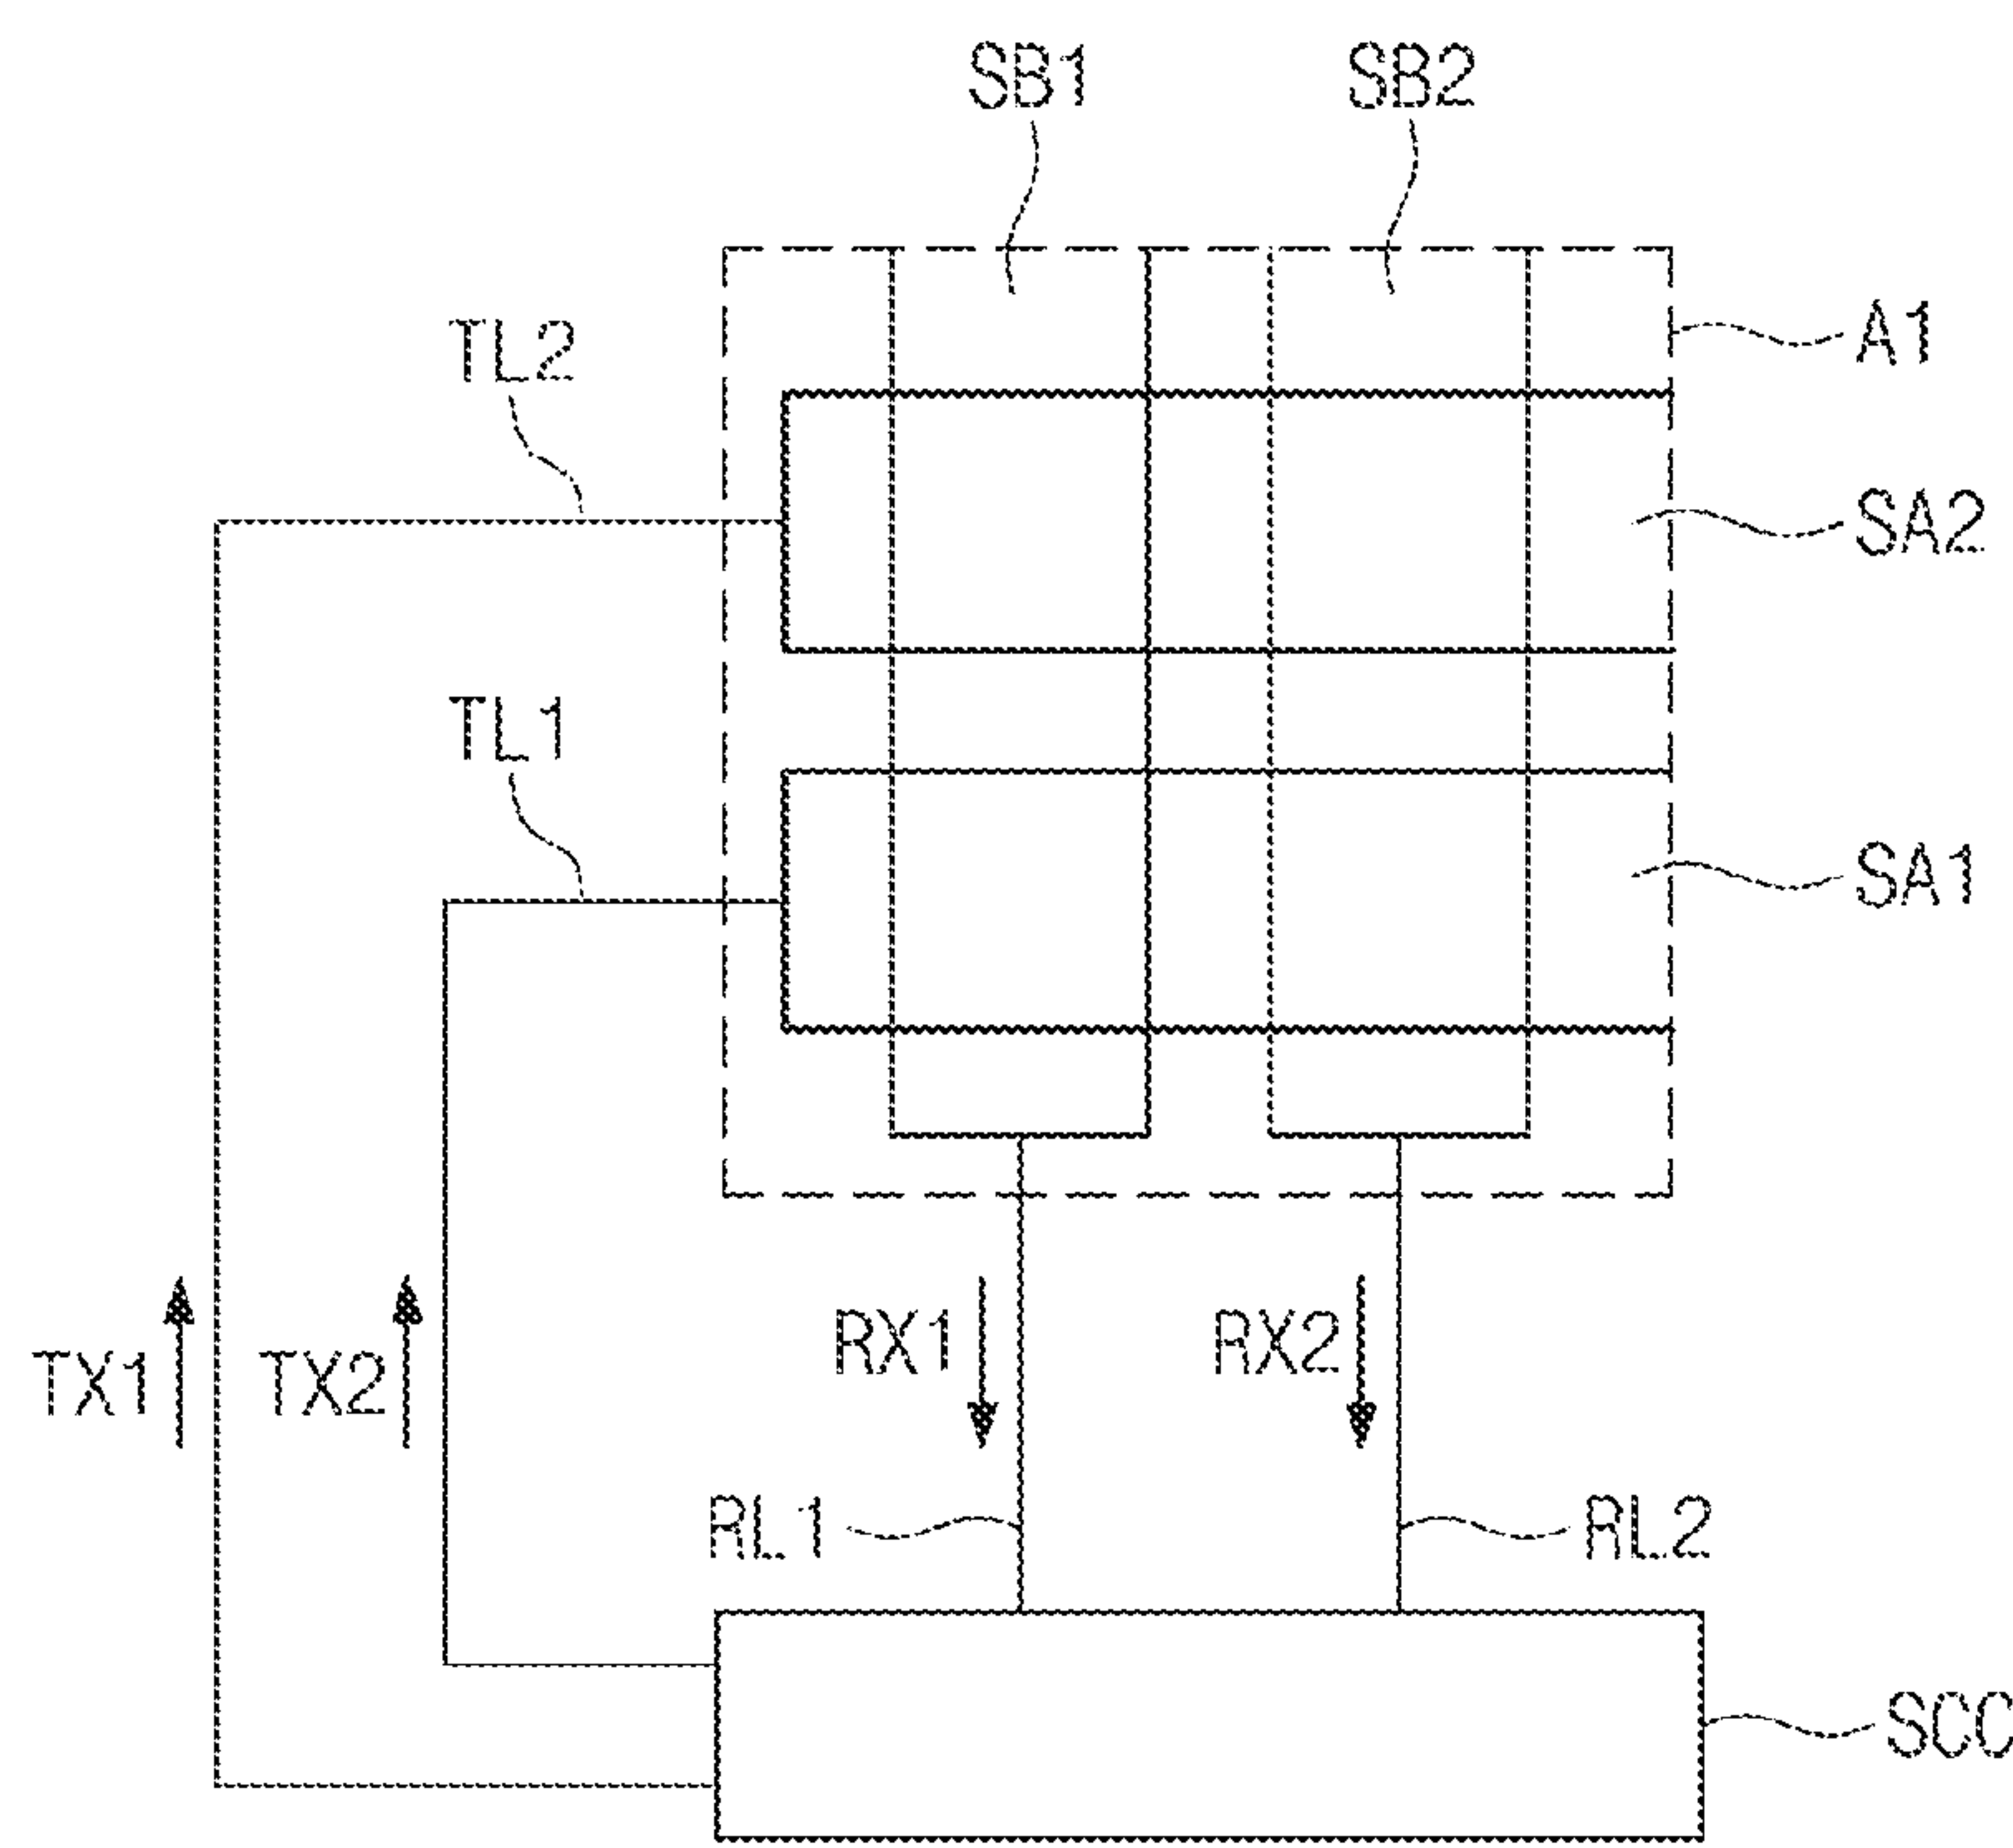 SB1 SB2
A1
TL2
SA2
TL1
SA1
TX1 TX2 RX1 RX2
RL1 RL2
SCC